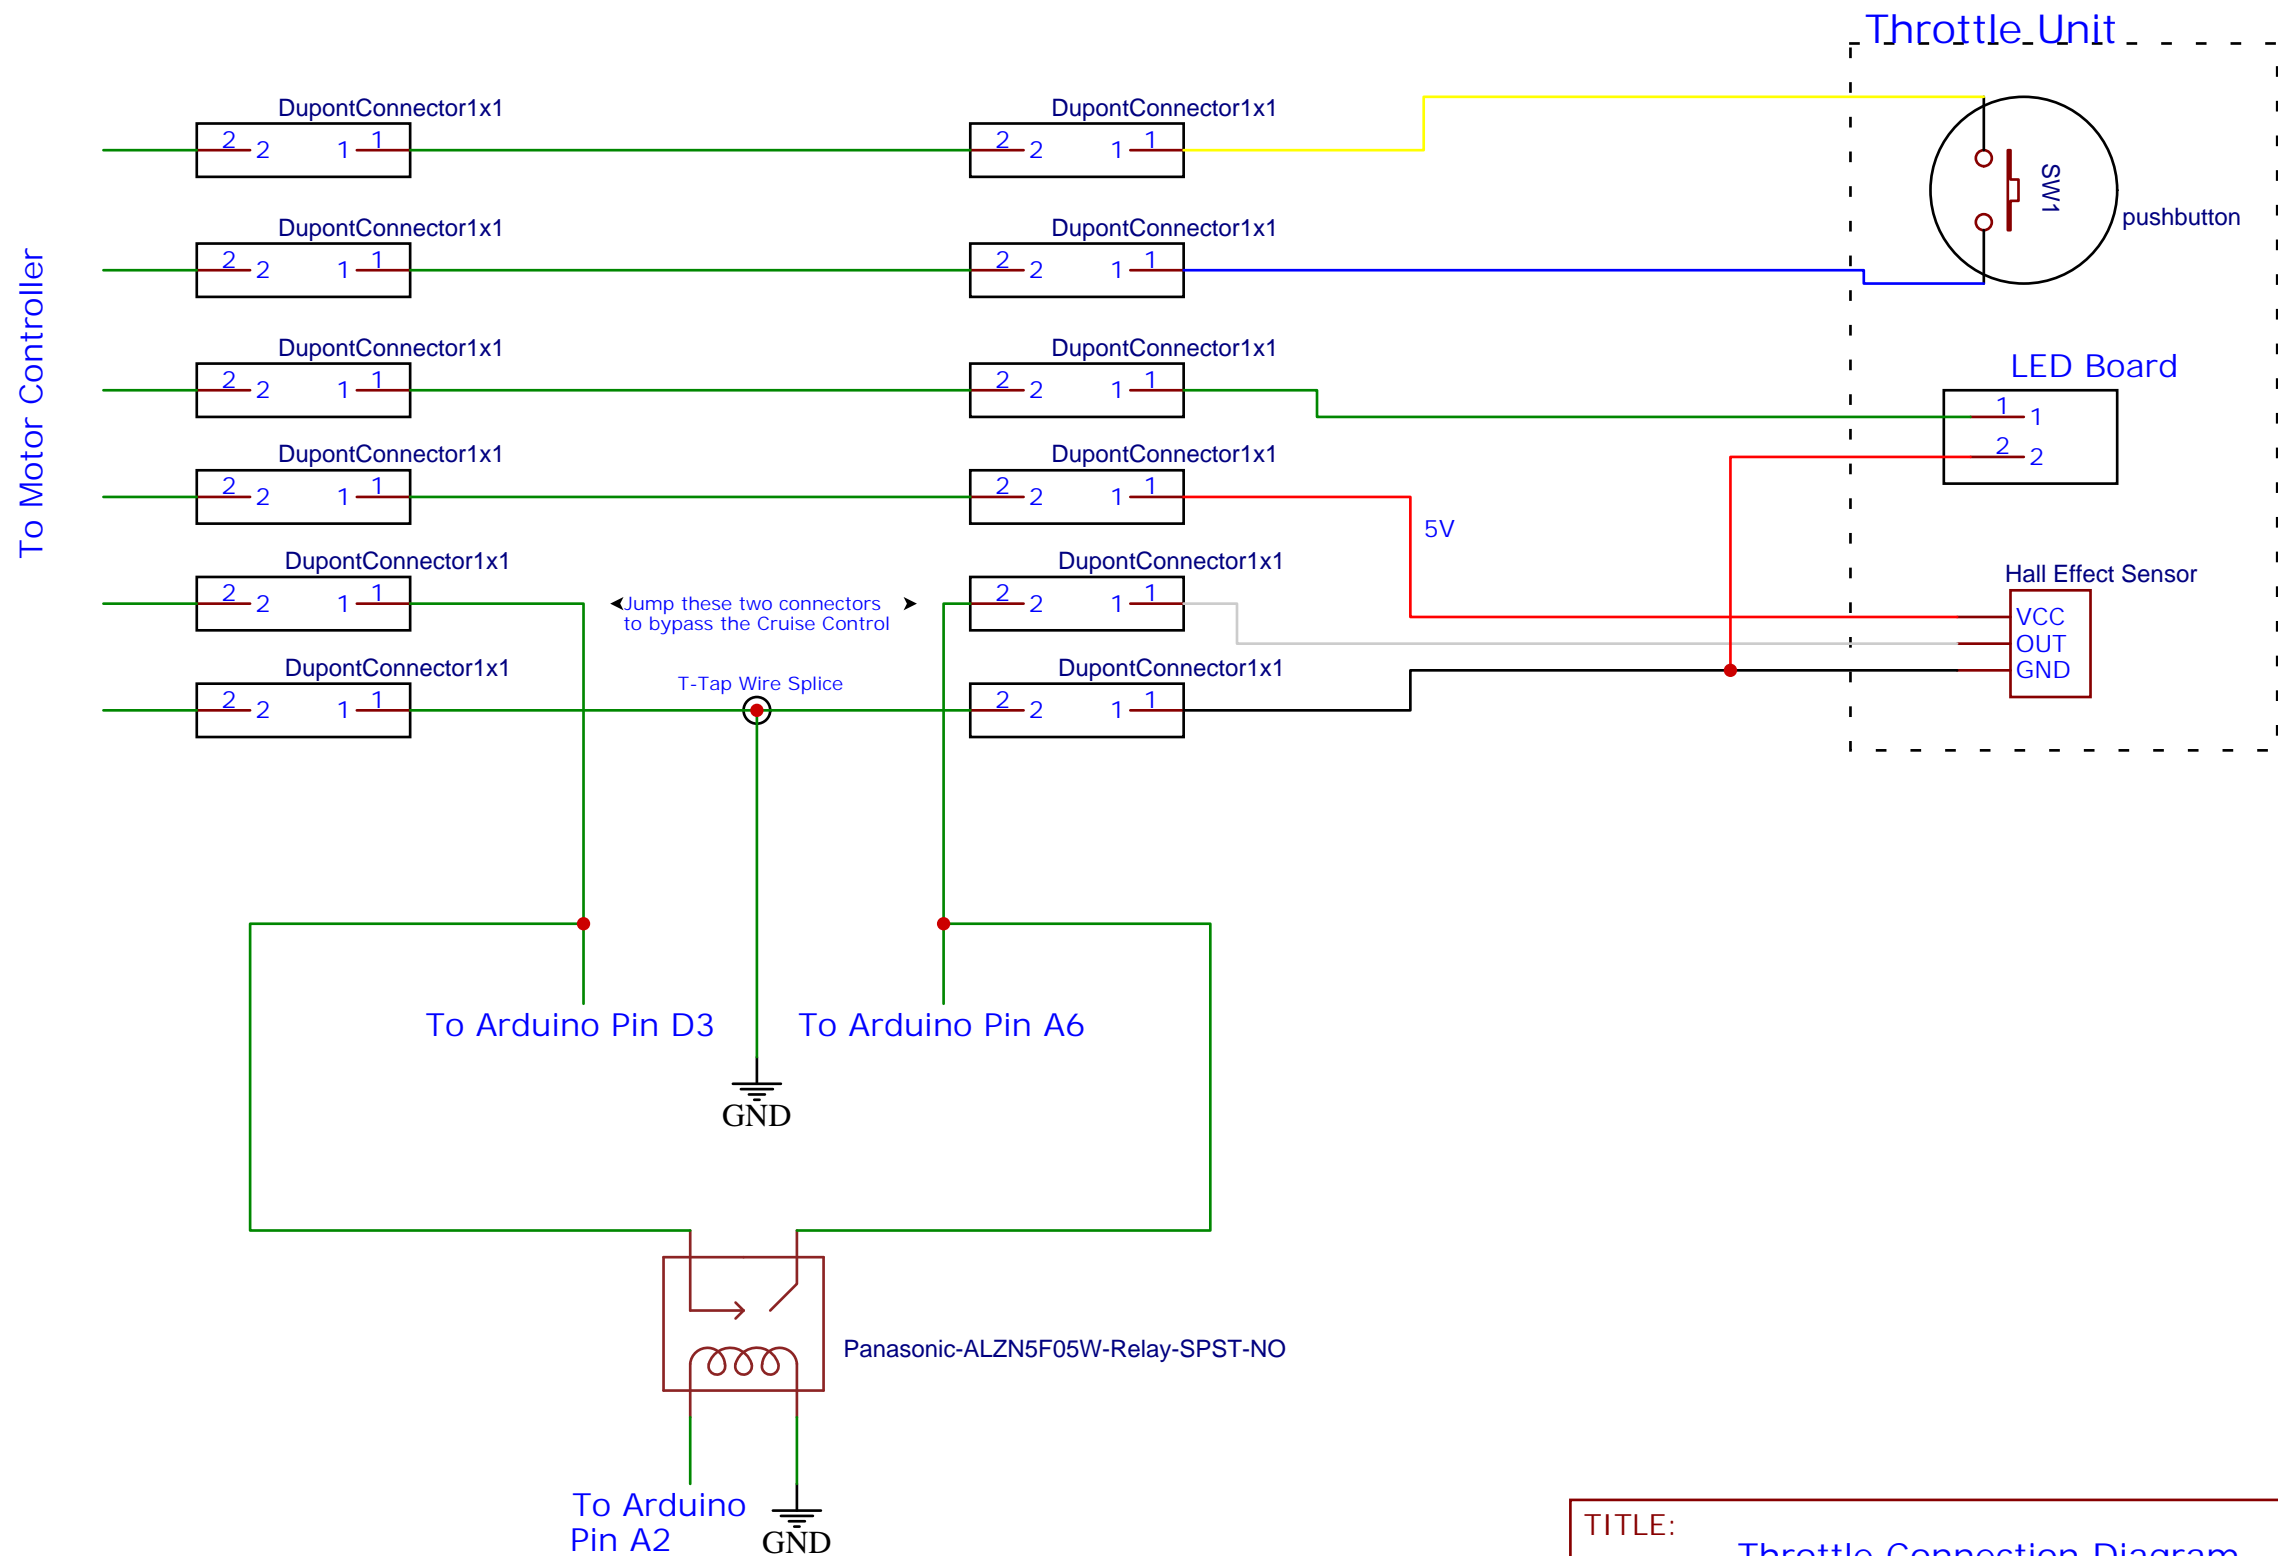 Throttle Unit
DupontConnector1x1
DupontConnector1x1
2 2 1 1
2 2 1 1
SW1
pushbutton
DupontConnector1x1
DupontConnector1x1
2 2 1 1
2 2 1 1
To Motor Controller
DupontConnector1x1
DupontConnector1x1
2 2 1 1
2 2 1 1
LED Board
1 1
2 2
DupontConnector1x1
DupontConnector1x1
2 2 1 1
2 2 1 1
5V
DupontConnector1x1
DupontConnector1x1
2 2 1 1
2 2 1 1
Jump these two connectors
to bypass the Cruise Control
Hall Effect Sensor
VCC
OUT
GND
DupontConnector1x1
DupontConnector1x1
2 2 1 1
2 2 1 1
T-Tap Wire Splice
To Arduino Pin D3
To Arduino Pin A6
GND
Panasonic-ALZN5F05W-Relay-SPST-NO
To Arduino
Pin A2
GND
TITLE:
Throttle Connection Diagram